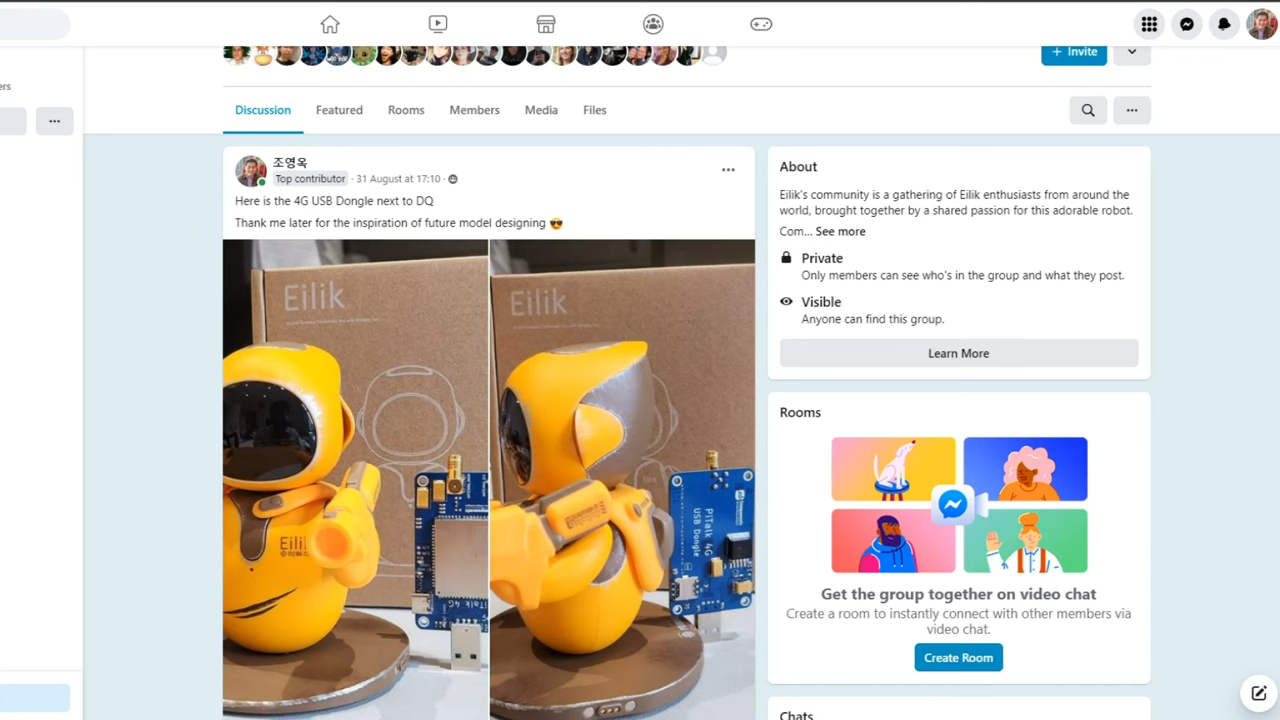 Invite
ers
Discussion
Featured
Rooms
Members
Media
Files
조영옥
Top contributor · 31 August at 17:10 ·
Here is the 4G USB Dongle next to DQ
Thank me later for the inspiration of future model designing 😎
Eilik
Eilik
Eilik
PiTalk 4G
PiTalk 4G
USB Dongle
About
Eilik's community is a gathering of Eilik enthusiasts from around the
world, brought together by a shared passion for this adorable robot.
Com... See more
Private
Only members can see who's in the group and what they post.
Visible
Anyone can find this group.
Learn More
Rooms
Get the group together on video chat
Create a room to instantly connect with other members via
video chat.
Create Room
Chats